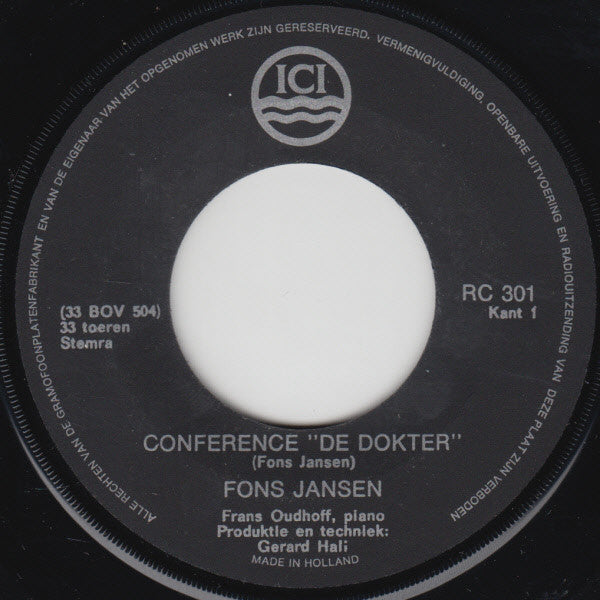 ALLE RECHTEN VAN DE GRAMOFOONPLATENFABRIKANT EN VAN DE EIGENAAR VAN HET OPGENOMEN WERK ZIJN GERESERVEERD. VERMENIGVULDIGING, OPENBARE UITVOERING EN RADIOUITZENDING VAN DEZE PLAAT ZIJN VERBODEN
ICI
(33 BOV 504)
33 toeren
Stemra
RC 301
Kant 1
CONFERENCE "DE DOKTER"
(Fons Jansen)
FONS JANSEN
Frans Oudhoff, piano
Produktie en techniek:
Gerard Hali
MADE IN HOLLAND